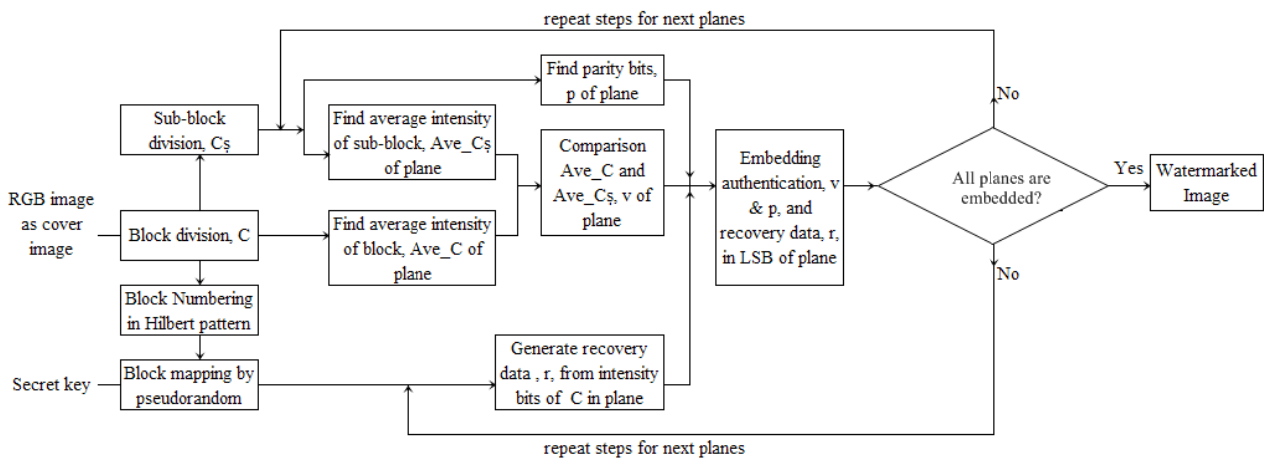 repeat steps for next planes
Find parity bits,
p of plane
No
Sub-block
division, Cş
Find average intensity
of sub-block, Ave_Cş
of plane
Comparison
Ave_C and
Ave_Cş, v of
plane
Embedding
authentication, v
& p, and
recovery data, r,
in LSB of plane
All planes are
embedded?
Yes
Watermarked
Image
RGB image
as cover
image
Block division, C
Find average intensity
of block, Ave_C of
plane
No
Block Numbering
in Hilbert pattern
Secret key
Block mapping by
pseudorandom
Generate recovery
data , r, from intensity
bits of C in plane
repeat steps for next planes